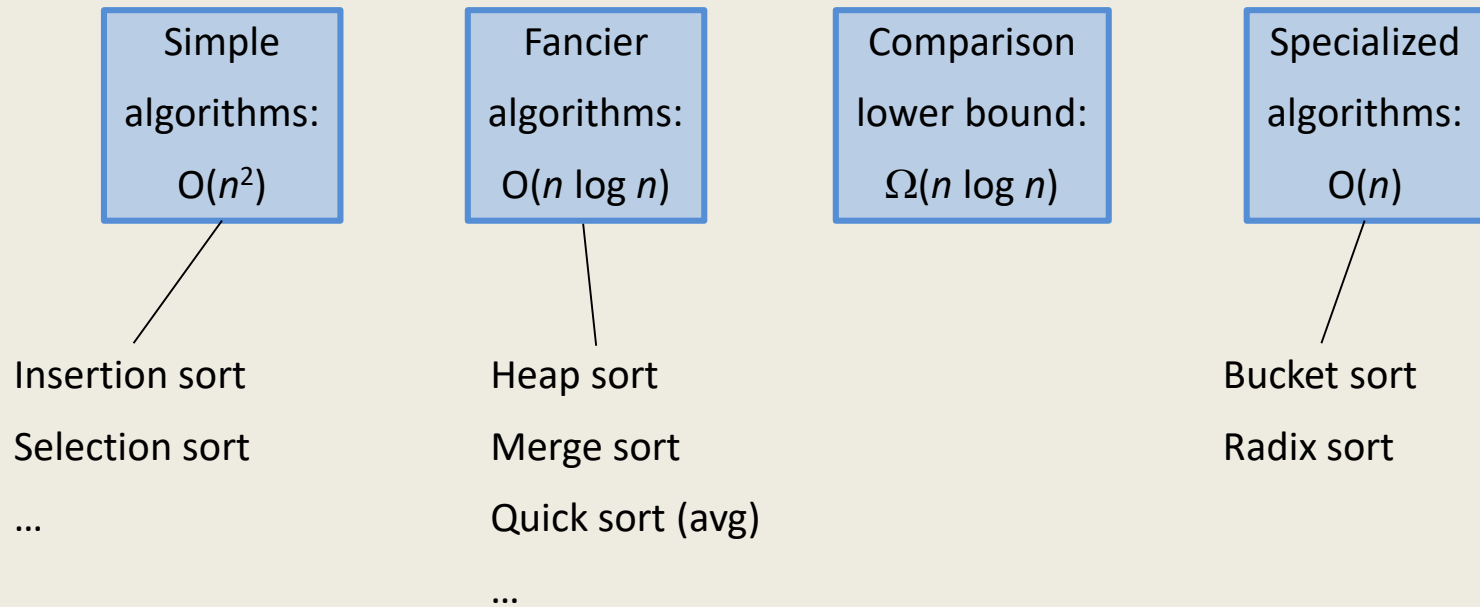 Simple
algorithms:
O(n²)
Fancier
algorithms:
O(n log n)
Comparison
lower bound:
Ω(n log n)
Specialized
algorithms:
O(n)
Insertion sort
Selection sort
…
Heap sort
Merge sort
Quick sort (avg)
…
Bucket sort
Radix sort